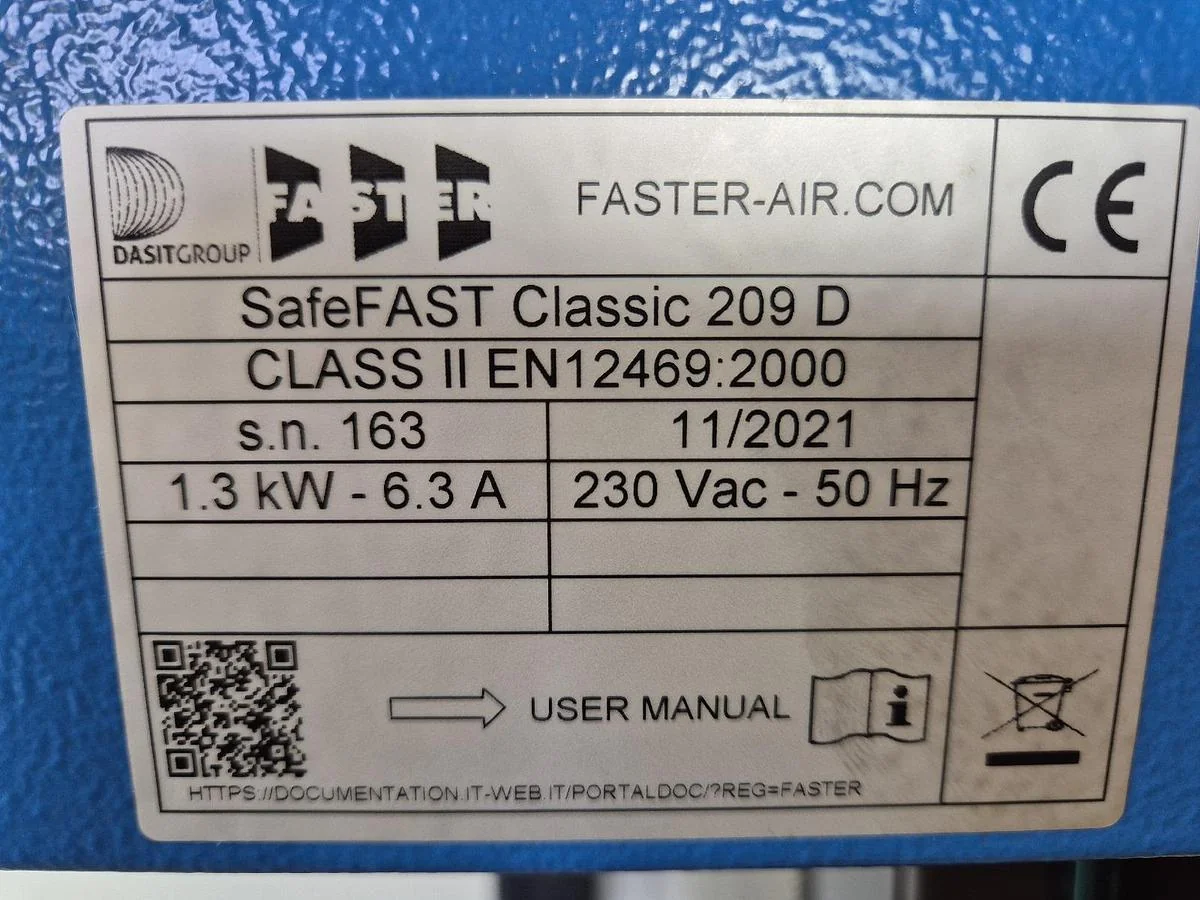 DASITGROUP
FASTER
FASTER-AIR.COM
CE
SafeFAST Classic 209 D
CLASS II EN12469:2000
s.n. 163
11/2021
1.3 kW - 6.3 A
230 Vac - 50 Hz
USER MANUAL
i
HTTPS://DOCUMENTATION.IT-WEB.IT/PORTALDOC/?REG=FASTER